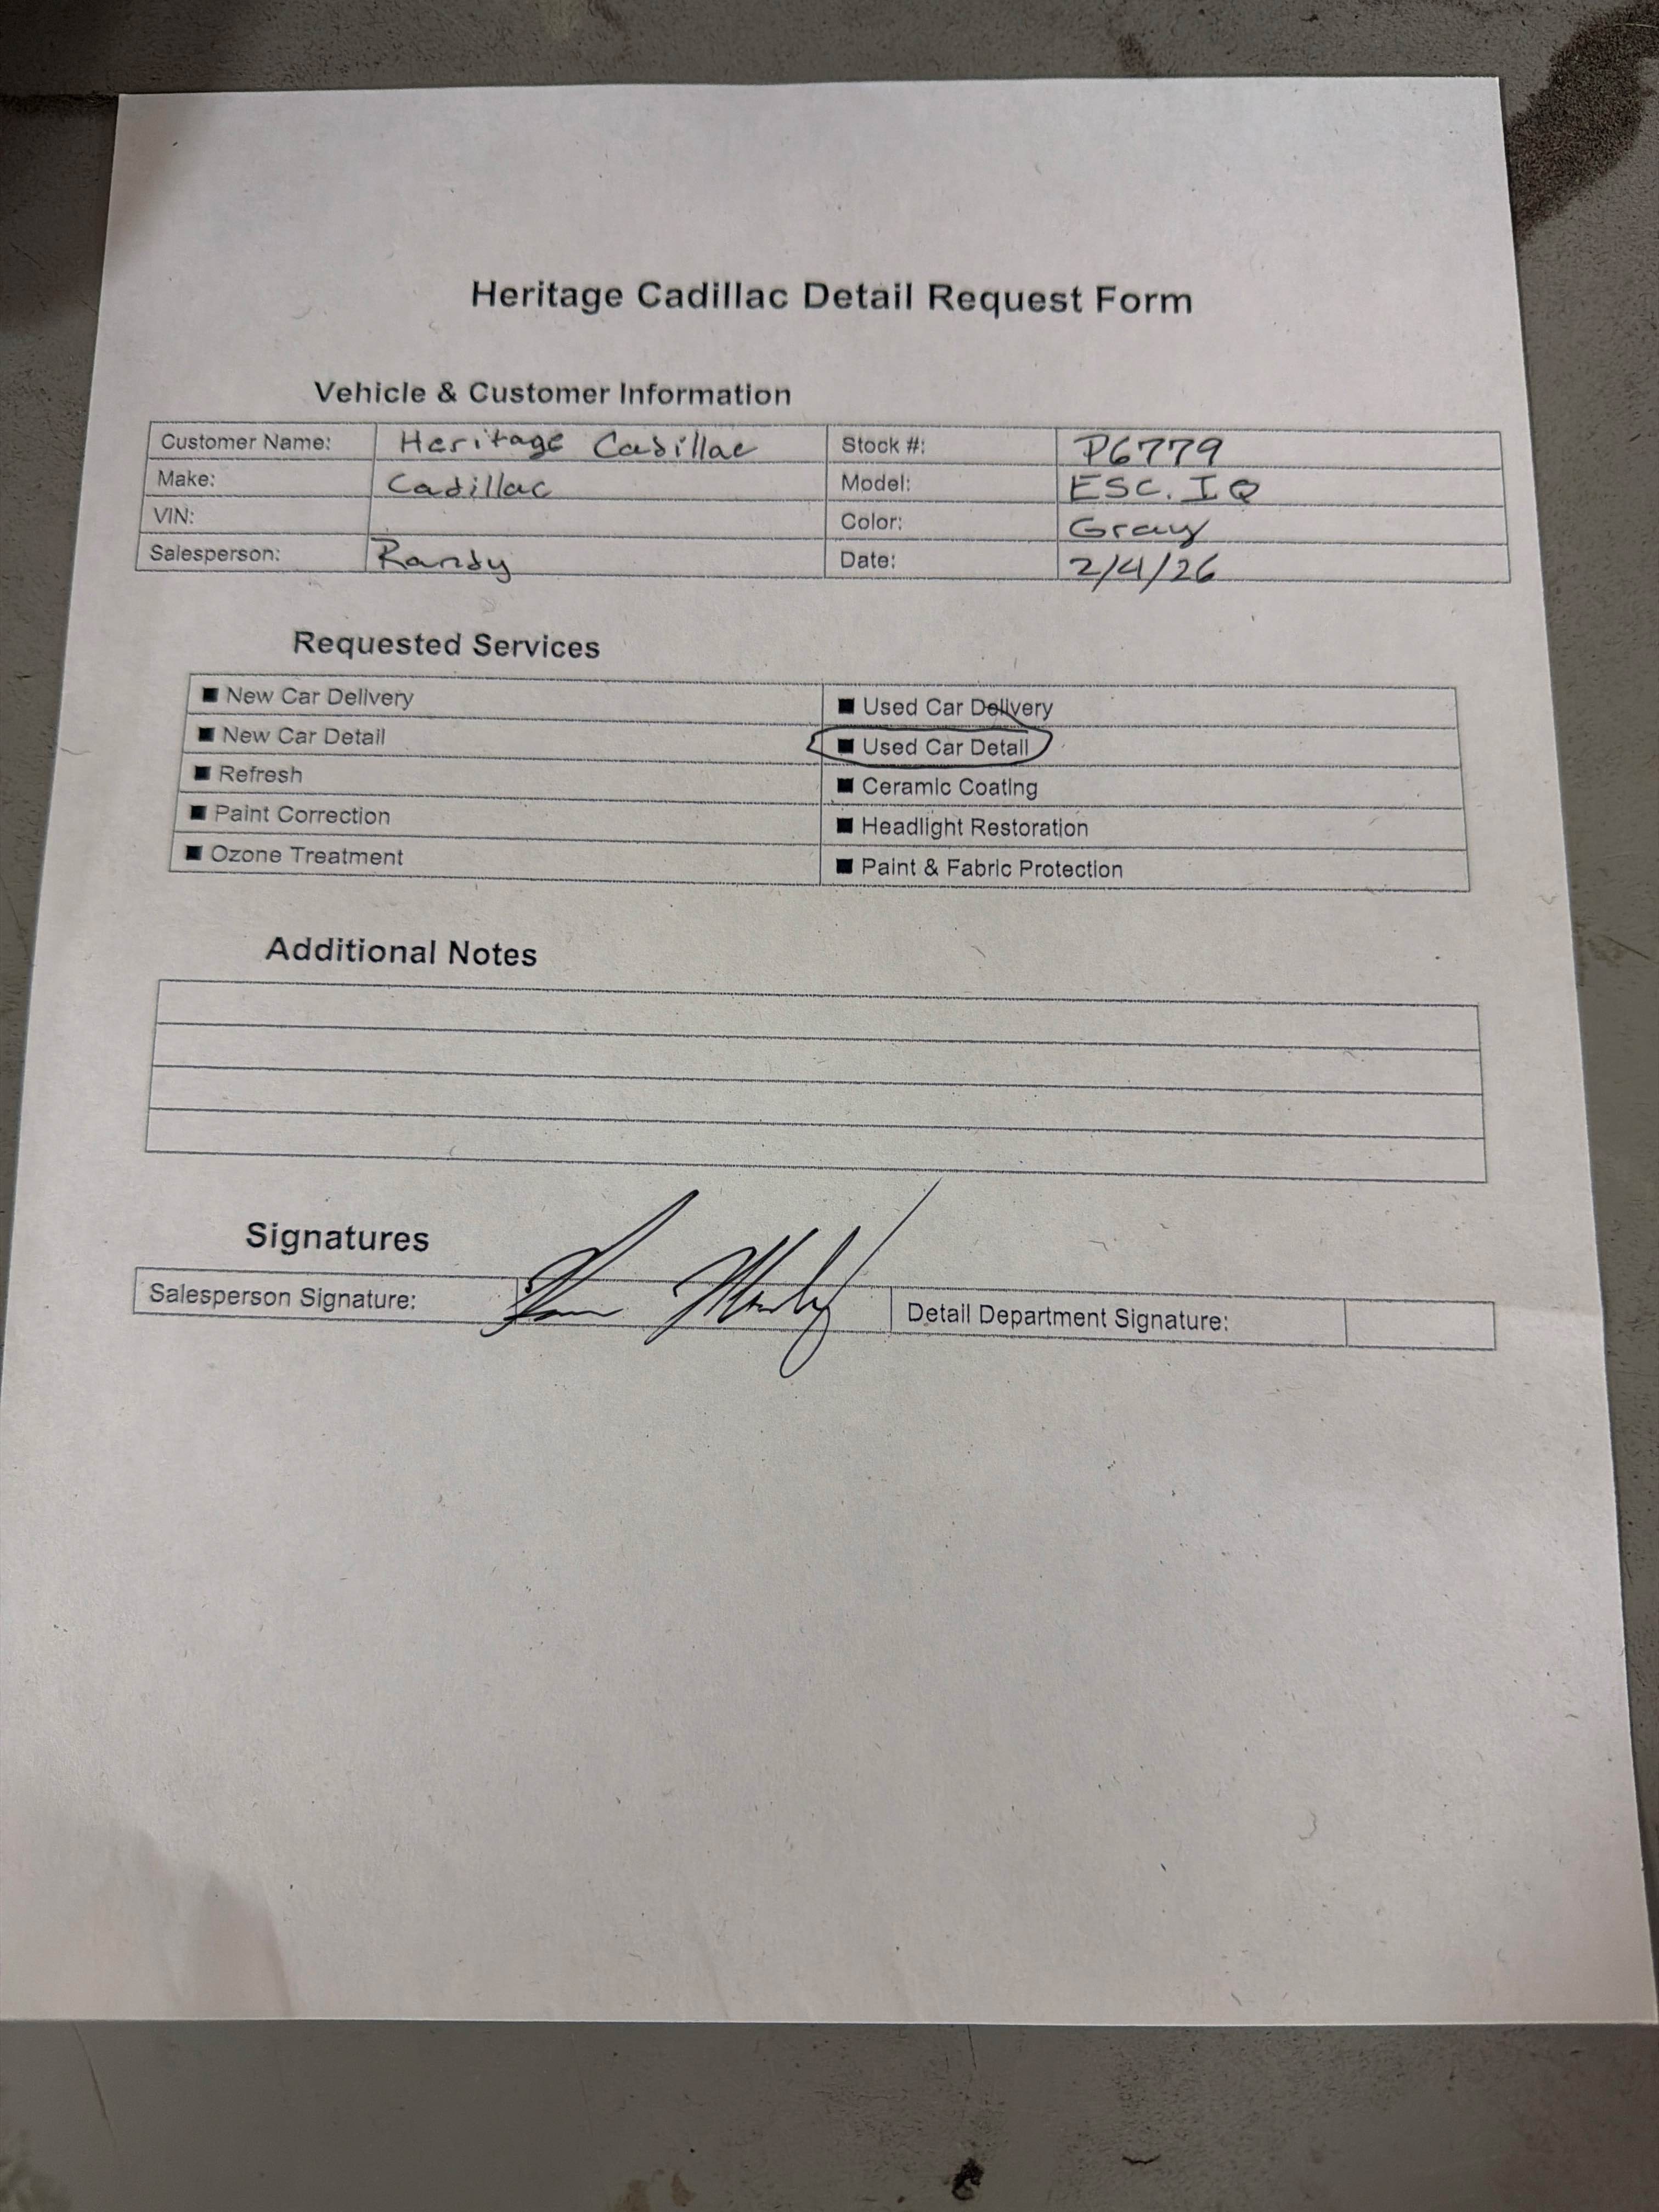 Heritage Cadillac Detail Request Form
Vehicle & Customer Information
Customer Name: Heritage Cadillac Stock #: P6779
Make: Cadillac Model: ESC. IQ
VIN: Color: Gray
Salesperson: Randy Date: 2/4/26
Requested Services
■ New Car Delivery ■ Used Car Delivery
■ New Car Detail ■ Used Car Detail
■ Refresh ■ Ceramic Coating
■ Paint Correction ■ Headlight Restoration
■ Ozone Treatment ■ Paint & Fabric Protection
Additional Notes
Signatures
Salesperson Signature: Detail Department Signature: